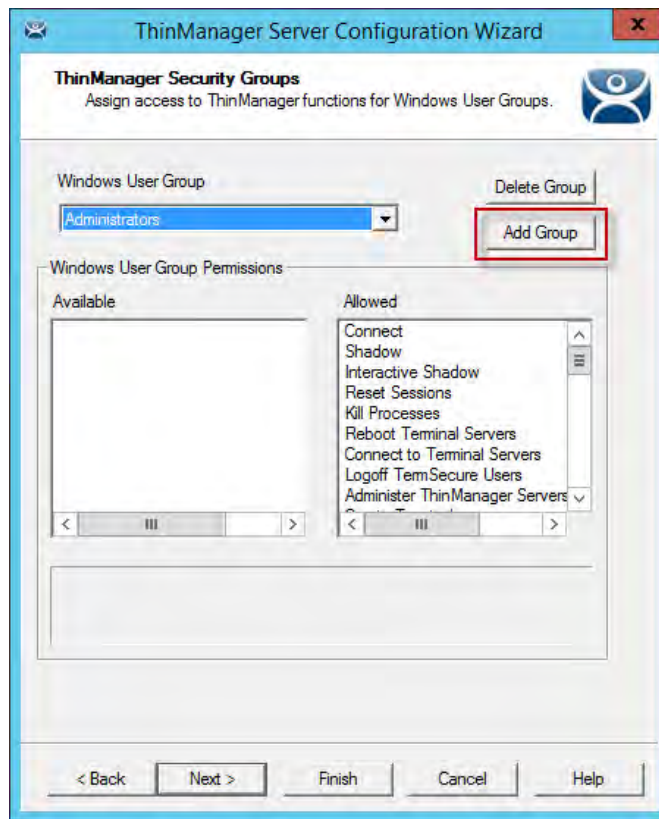 ThinManager Server Configuration Wizard
x
ThinManager Security Groups
Assign access to ThinManager functions for Windows User Groups.
Windows User Group
Delete Group
Administrators
Add Group
Windows User Group Permissions
Available
Allowed
Connect
Shadow
Interactive Shadow
Reset Sessions
Kill Processes
Reboot Terminal Servers
Connect to Terminal Servers
Logoff TermSecure Users
Administer ThinManager Servers
< Back
Next >
Finish
Cancel
Help